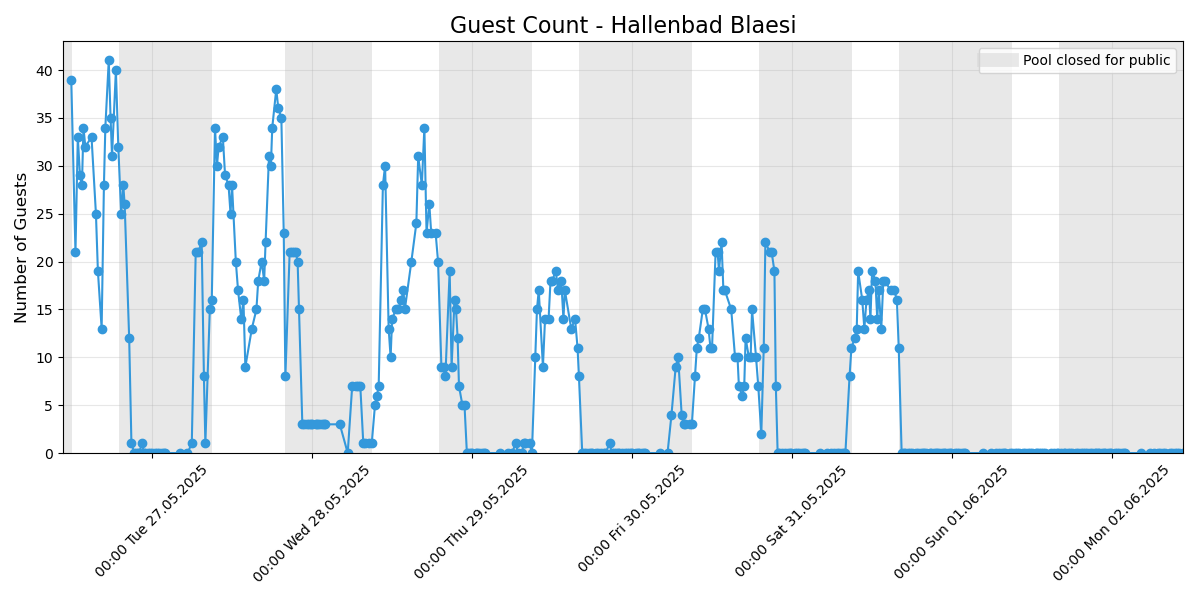 Guest Count - Hallenbad Blaesi
Pool closed for public
Number of Guests
40
35
30
25
20
15
10
5
0
00:00 Tue 27.05.2025
00:00 Wed 28.05.2025
00:00 Thu 29.05.2025
00:00 Fri 30.05.2025
00:00 Sat 31.05.2025
00:00 Sun 01.06.2025
00:00 Mon 02.06.2025